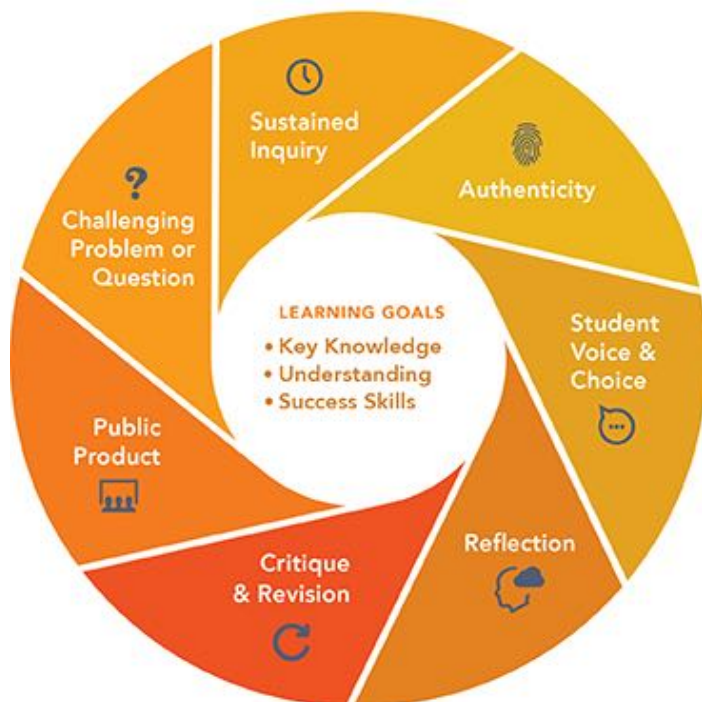 Sustained
Inquiry
Authenticity
?
Challenging
Problem or
Question
LEARNING GOALS
• Key Knowledge
• Understanding
• Success Skills
Student
Voice &
Choice
Public
Product
Reflection
Critique
& Revision